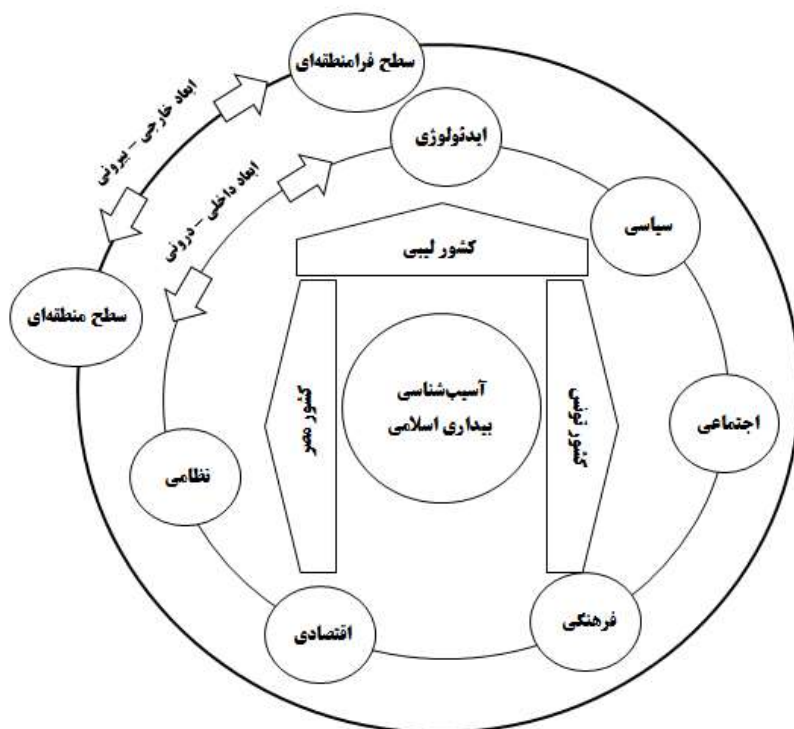 سطح فرامنطقه‌ای
ابعاد خارجی – بیرونی
ایدئولوژی
ابعاد داخلی – درونی
سیاسی
کشور لیبی
سطح منطقه‌ای
آسیب‌شناسی
بیداری اسلامی
کشور تونس
کشور مصر
اجتماعی
نظامی
فرهنگی
اقتصادی